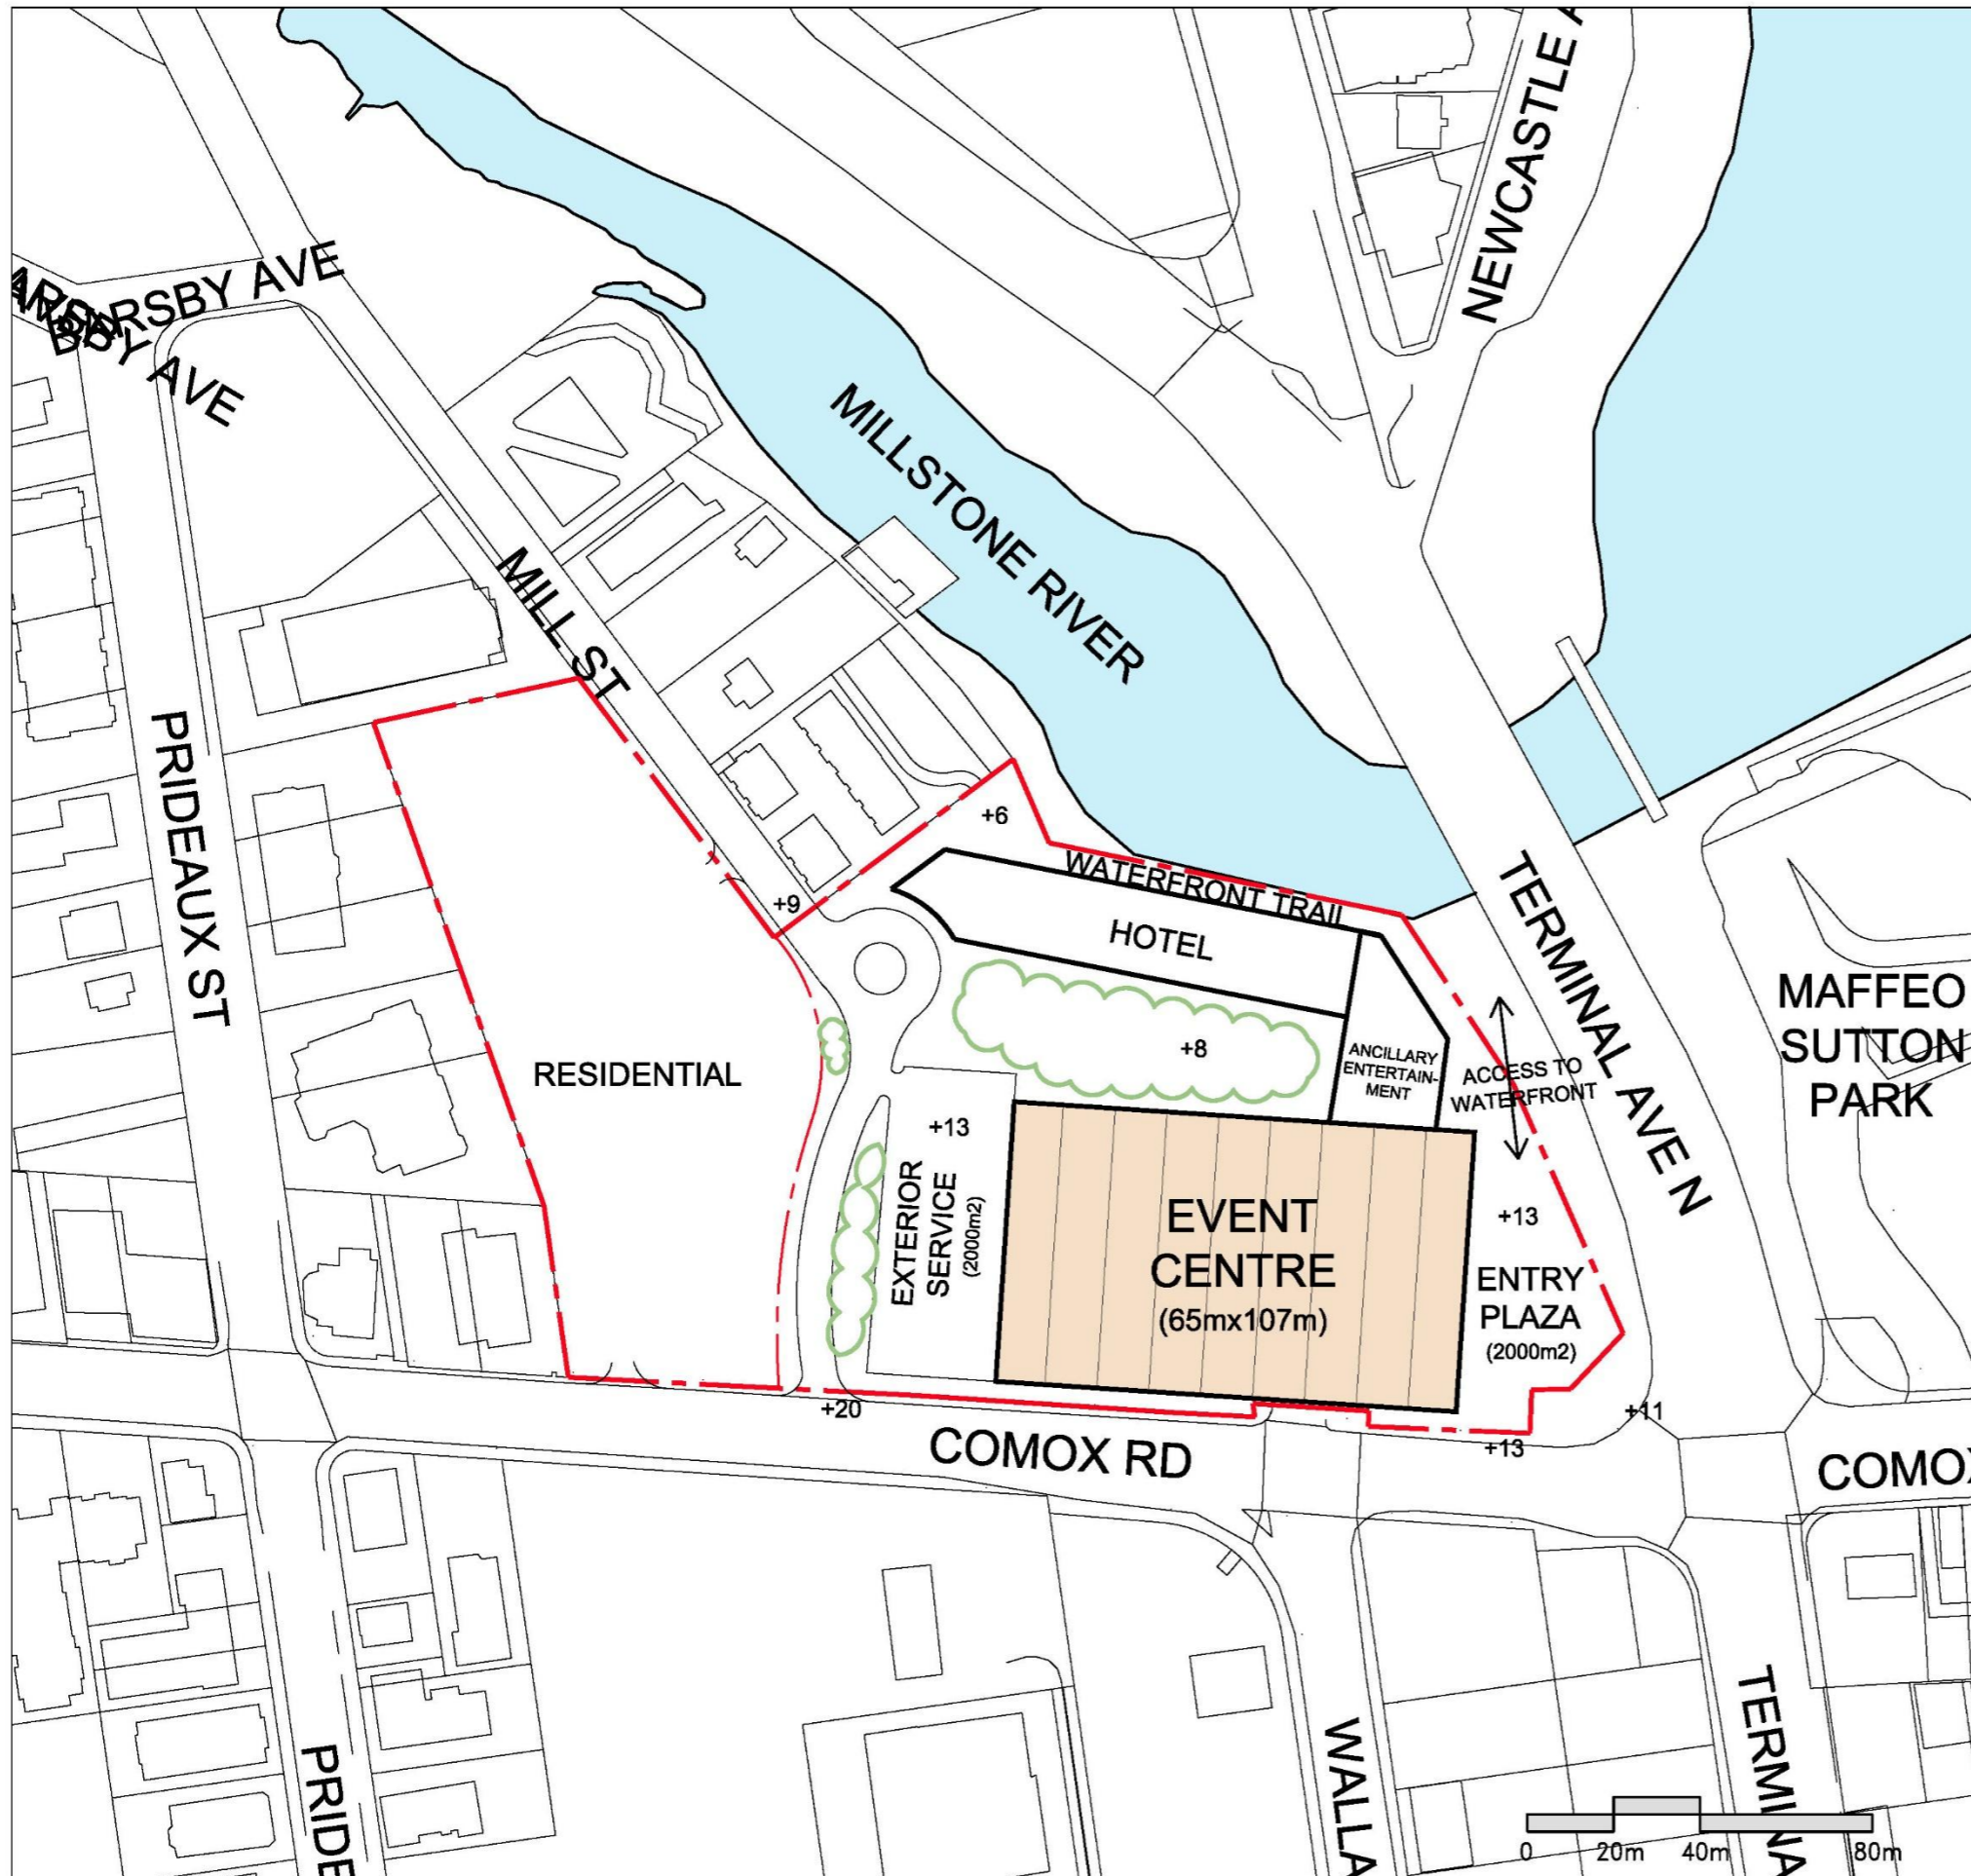 NEWCASTLE A
BARSBY AVE
BY AVE
MILLSTONE RIVER
MILL ST
PRIDEAUX ST
+6
WATERFRONT TRAIL
+9
HOTEL
TERMINAL AVE N
MAFFEO
SUTTON
PARK
RESIDENTIAL
+8
ANCILLARY
ENTERTAIN-
MENT
ACCESS TO
WATERFRONT
+13
EXTERIOR
SERVICE
(2000m2)
EVENT
CENTRE
(65mx107m)
+13
ENTRY
PLAZA
(2000m2)
+20
+11
+13
COMOX RD
COMOX
PRIDE
WALLA
TERMINA
0 20m 40m 80m